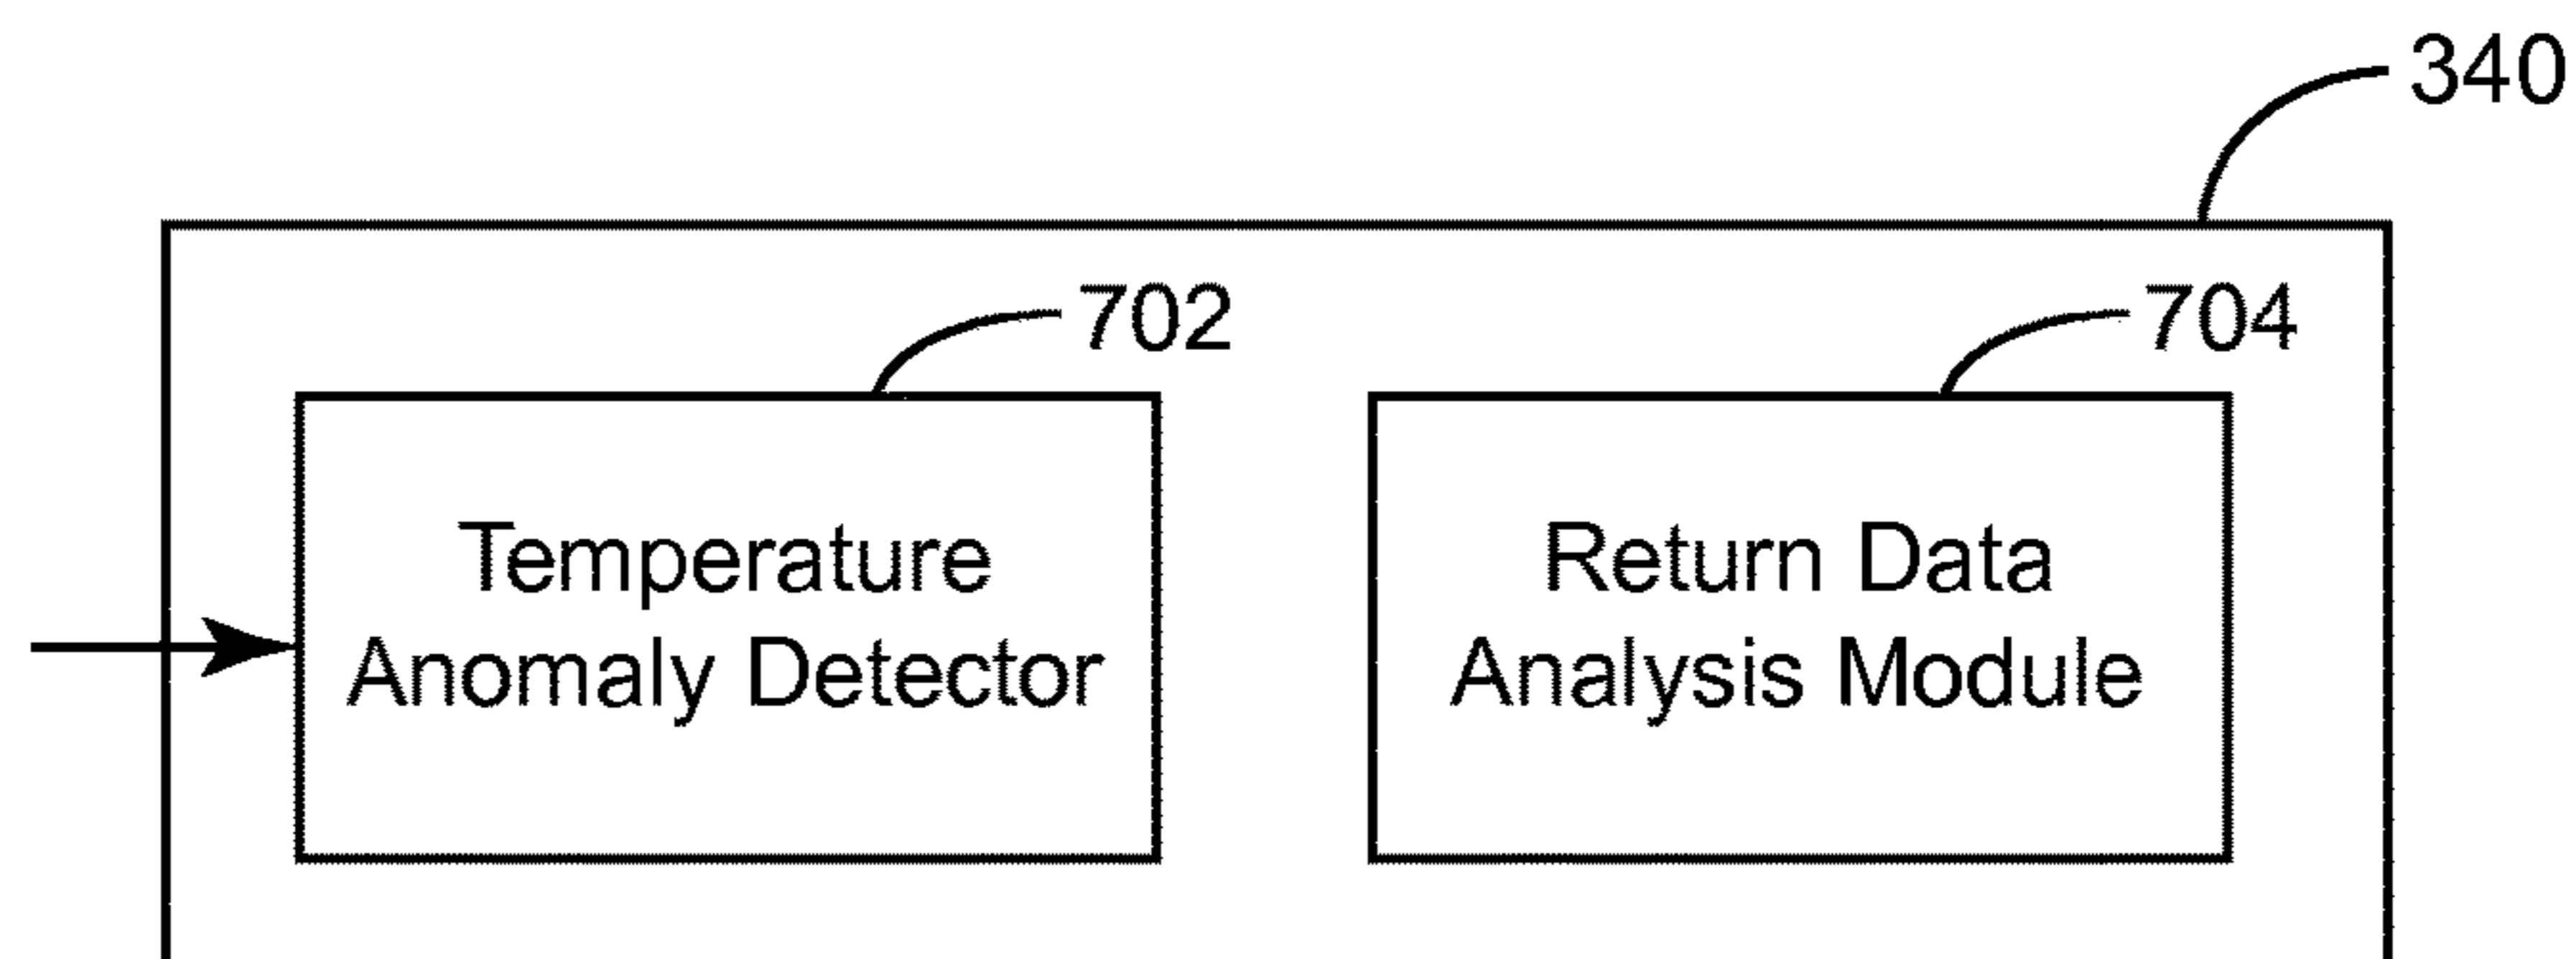 340
702
704
Temperature
Anomaly Detector
Return Data
Analysis Module